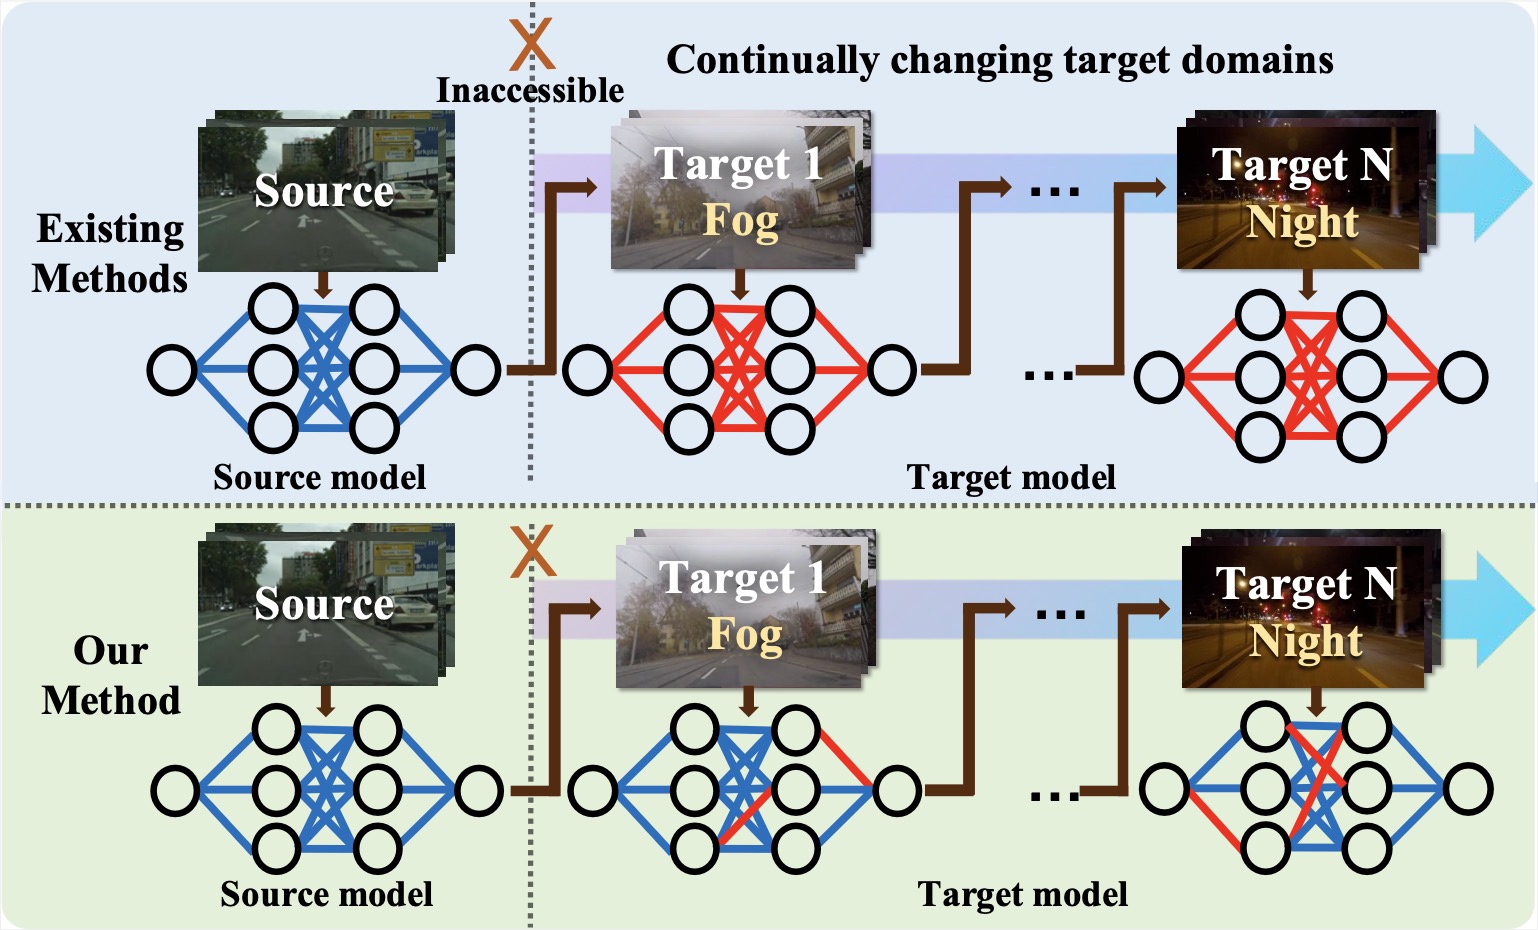 X
Inaccessible
Continually changing target domains
Existing
Methods
Source
Target 1
Fog
...
Target N
Night
...
Source model
Target model
Our
Method
X
Source
Target 1
Fog
...
Target N
Night
...
Source model
Target model